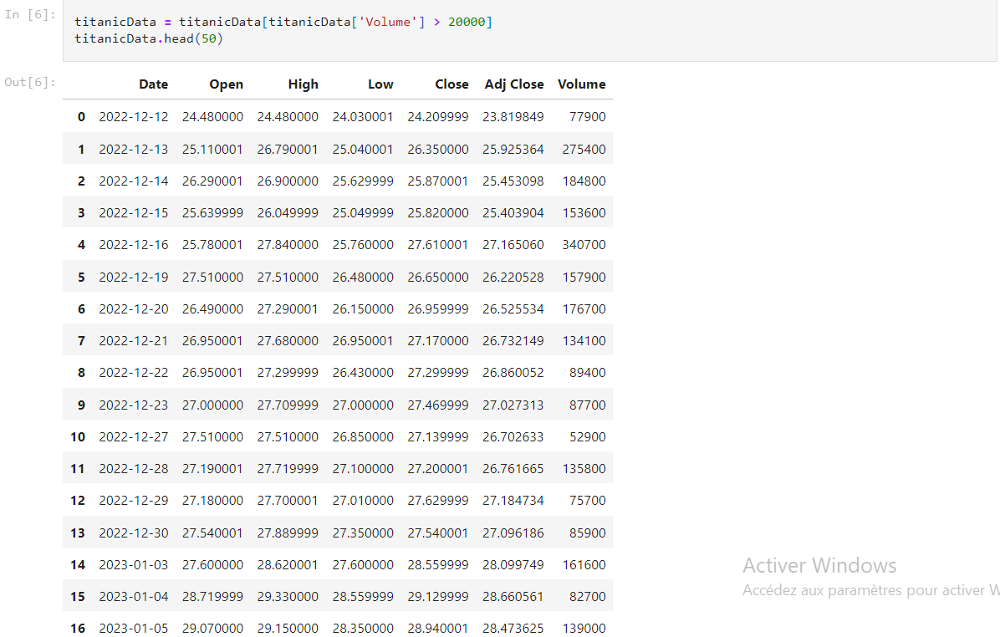 In [6]:
titanicData = titanicData[titanicData['Volume'] > 20000]
titanicData.head(50)
Out[6]:
Date Open High Low Close Adj Close Volume
0 2022-12-12 24.480000 24.480000 24.030001 24.209999 23.819849 77900
1 2022-12-13 25.110001 26.790001 25.040001 26.350000 25.925364 275400
2 2022-12-14 26.290001 26.900000 25.629999 25.870001 25.453098 184800
3 2022-12-15 25.639999 26.049999 25.049999 25.820000 25.403904 153600
4 2022-12-16 25.780001 27.840000 25.760000 27.610001 27.165060 340700
5 2022-12-19 27.510000 27.510000 26.480000 26.650000 26.220528 157900
6 2022-12-20 26.490000 27.290001 26.150000 26.959999 26.525534 176700
7 2022-12-21 26.950001 27.680000 26.950001 27.170000 26.732149 134100
8 2022-12-22 26.950001 27.299999 26.430000 27.299999 26.860052 89400
9 2022-12-23 27.000000 27.709999 27.000000 27.469999 27.027313 87700
10 2022-12-27 27.510000 27.510000 26.850000 27.139999 26.702633 52900
11 2022-12-28 27.190001 27.719999 27.100000 27.200001 26.761665 135800
12 2022-12-29 27.180000 27.700001 27.010000 27.629999 27.184734 75700
13 2022-12-30 27.540001 27.889999 27.350000 27.540001 27.096186 85900
14 2023-01-03 27.600000 28.620001 27.600000 28.559999 28.099749 161600
15 2023-01-04 28.719999 29.330000 28.559999 29.129999 28.660561 82700
16 2023-01-05 29.070000 29.150000 28.350000 28.940001 28.473625 139000
Activer Windows
Accédez aux paramètres pour activer W